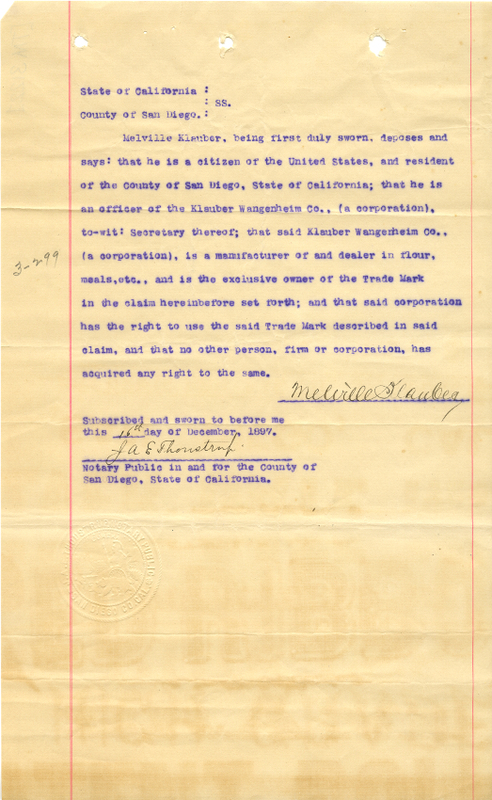 State of California :
: SS.
County of San Diego. :
Melville Klauber, being first duly sworn, deposes and
says: that he is a citizen of the United States, and resident
of the County of San Diego, State of California; that he is
an officer of the Klauber Wangenheim Co., (a corporation),
to-wit: Secretary thereof; that said Klauber Wangenheim Co.,
(a corporation), is a manufacturer of and dealer in flour,
meals,etc., and is the exclusive owner of the Trade Mark
in the claim hereinbefore set forth; and that said corporation
has the right to use the said Trade Mark described in said
claim, and that no other person, firm or corporation, has
acquired any right to the same.
3-299
Melville Klauber
Subscribed and sworn to before me
this 16th day of December, 1897.
J A E Thonstrup
Notary Public in and for the County of
San Diego, State of California.